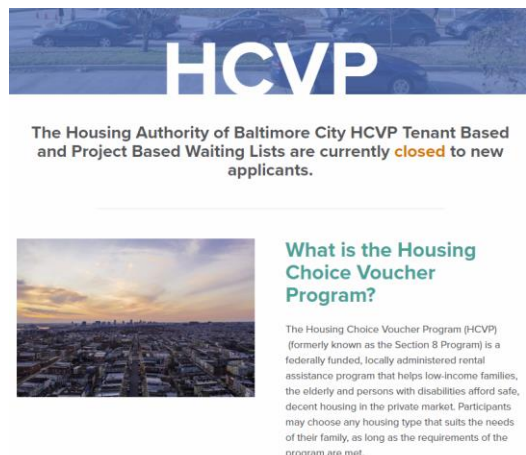 HCVP
The Housing Authority of Baltimore City HCVP Tenant Based
and Project Based Waiting Lists are currently closed to new
applicants.
What is the Housing
Choice Voucher
Program?
The Housing Choice Voucher Program (HCVP)
(formerly known as the Section 8 Program) is a
federally funded, locally administered rental
assistance program that helps low-income families,
the elderly and persons with disabilities afford safe,
decent housing in the private market. Participants
may choose any housing type that suits the needs
of their family, as long as the requirements of the
program are met.